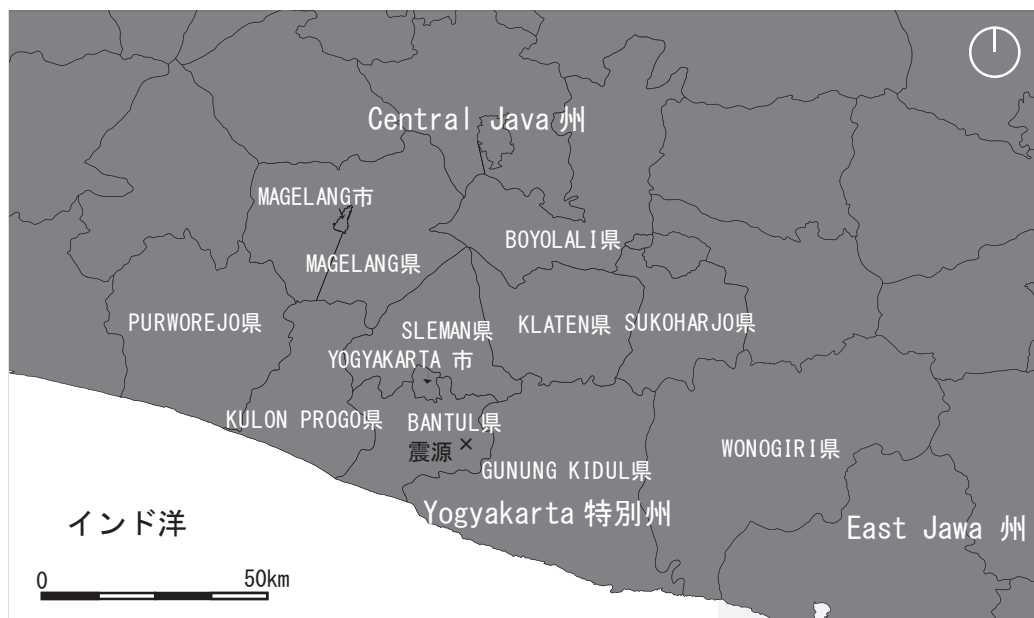 Central Java 州
MAGELANG市
BOYOLALI県
MAGELANG県
PURWOREJO県
SLEMAN県
KLATEN県
SUKOHARJO県
YOGYAKARTA 市
KULON PROGO県
BANTUL県
震源
WONOGIRI県
GUNUNG KIDUL県
Yogyakarta 特別州
インド洋
East Jawa 州
0
50km